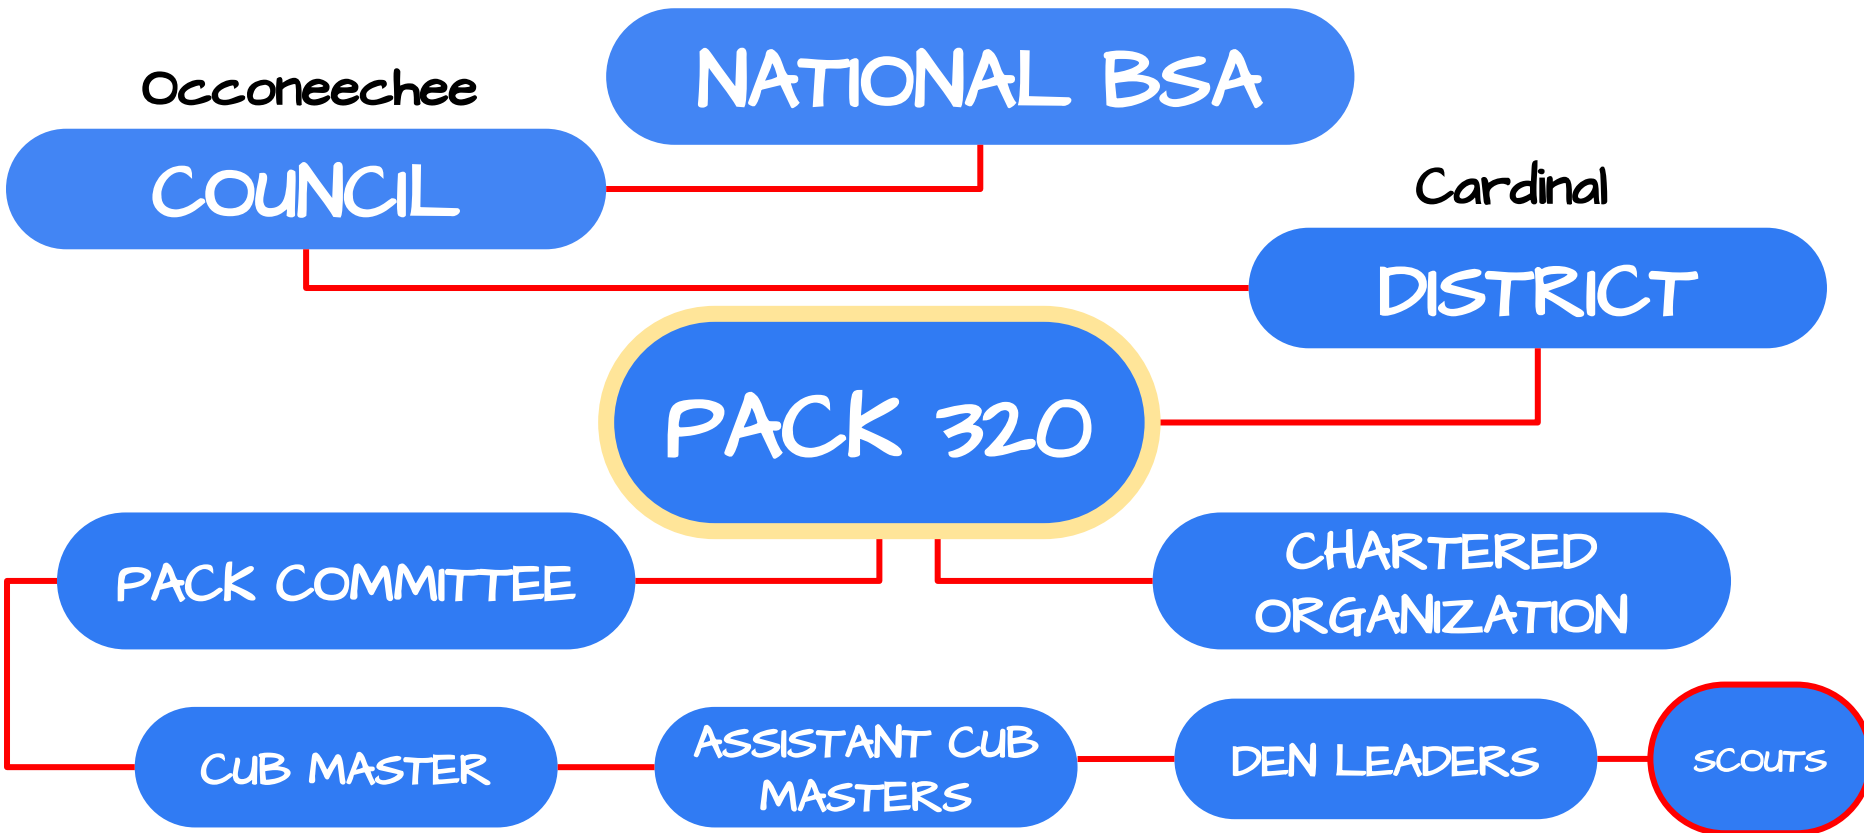 NATIONAL BSA
Occoneechee
COUNCIL
Cardinal
DISTRICT
PACK 320
PACK COMMITTEE
CHARTERED
ORGANIZATION
CUB MASTER
ASSISTANT CUB
MASTERS
DEN LEADERS
SCOUTS